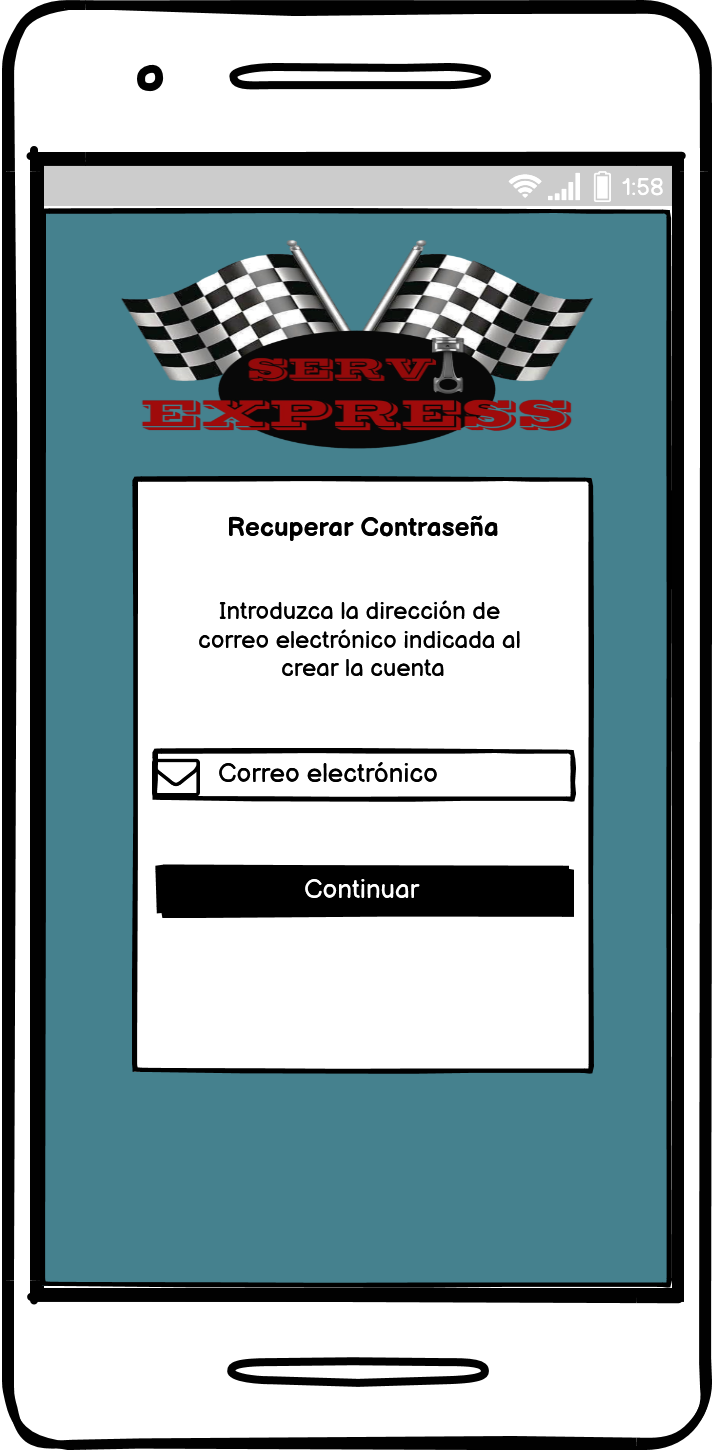 1:58
SERV
EXPRESS
Recuperar Contraseña
Introduzca la dirección de
correo electrónico indicada al
crear la cuenta
Correo electrónico
Continuar